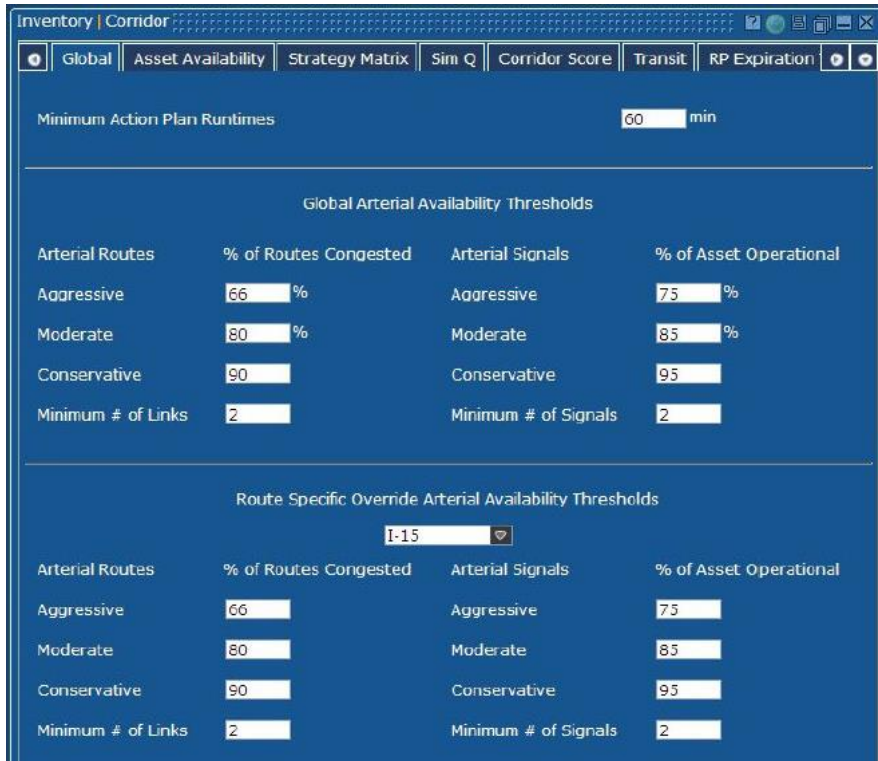 Inventory | Corridor
Global Asset Availability Strategy Matrix Sim Q Corridor Score Transit RP Expiration
Minimum Action Plan Runtimes 60 min
Global Arterial Availability Thresholds
Arterial Routes % of Routes Congested Arterial Signals % of Asset Operational
Aggressive 66 % Aggressive 75 %
Moderate 80 % Moderate 85 %
Conservative 90 Conservative 95
Minimum # of Links 2 Minimum # of Signals 2
Route Specific Override Arterial Availability Thresholds
I-15
Arterial Routes % of Routes Congested Arterial Signals % of Asset Operational
Aggressive 66 Aggressive 75
Moderate 80 Moderate 85
Conservative 90 Conservative 95
Minimum # of Links 2 Minimum # of Signals 2